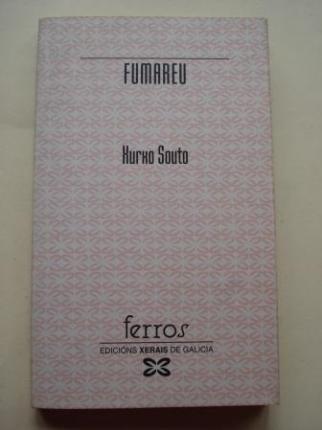 FUMAREU
Xurxo Souto
ferros
EDICIÓNS XERAIS DE GALICIA